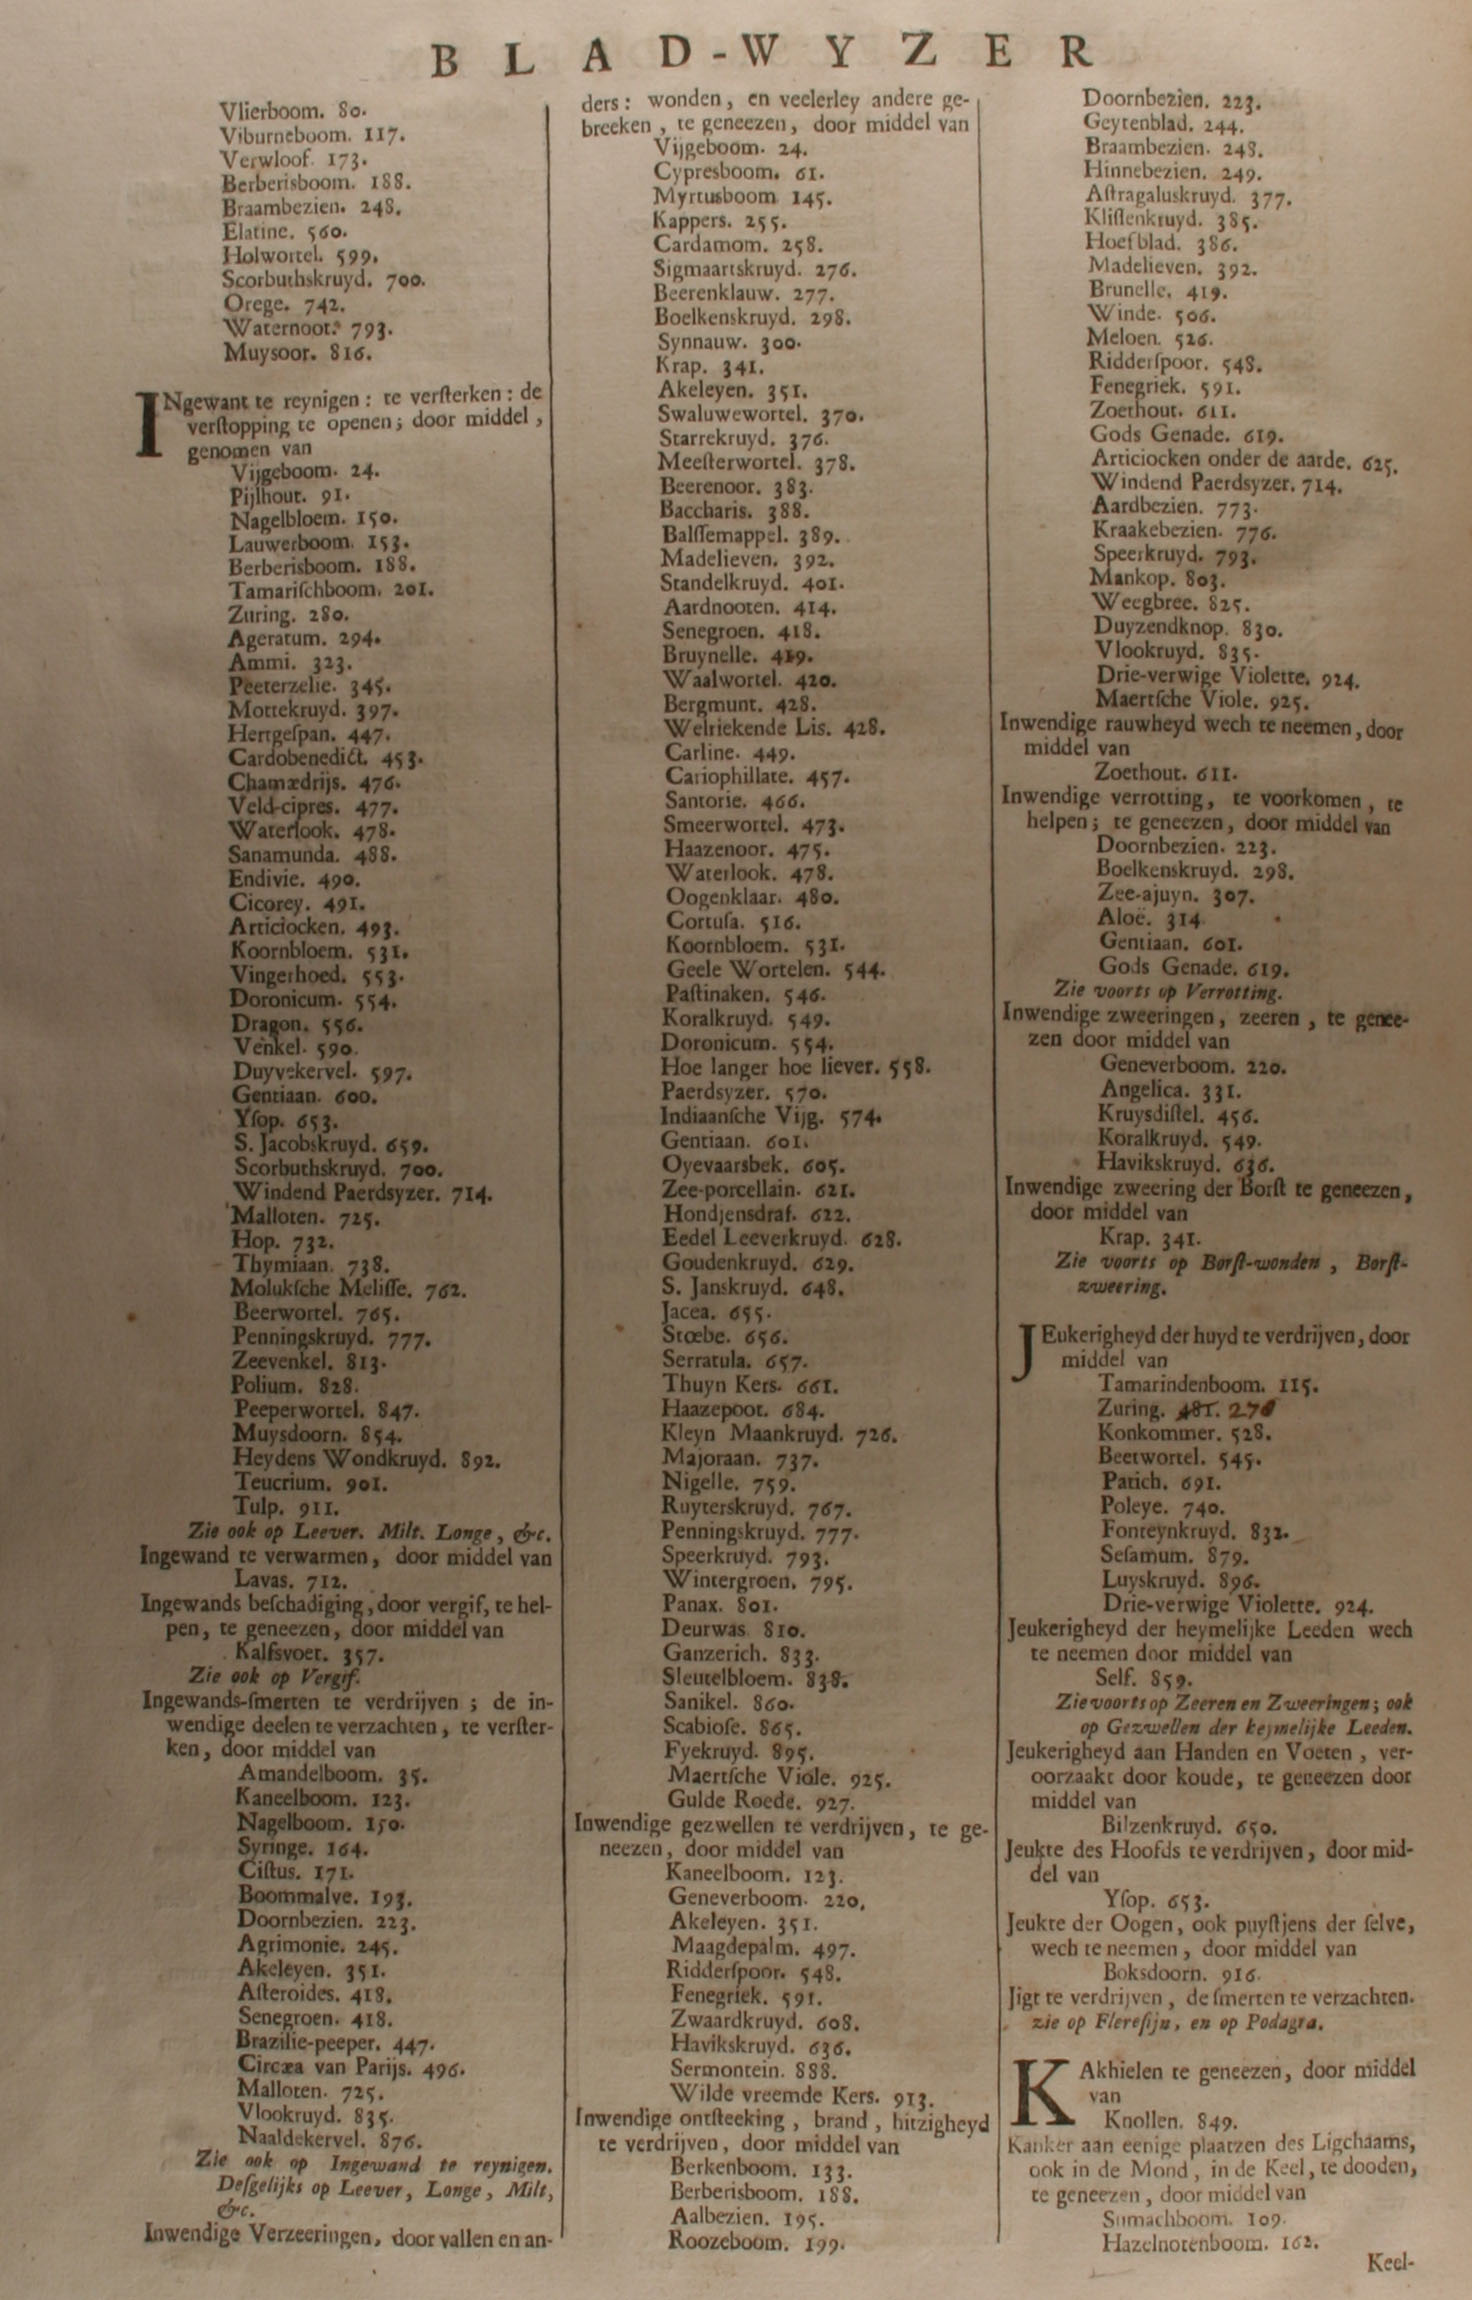 BLAD-WYZER
Vlierboom. 80.
Viburneboom. 117.
Verwloof. 173.
Berberisboom. 188.
Braambezien. 248.
Elatine. 560.
Holwortel. 599.
Scorbuthskruyd. 700.
Orege. 742.
Waternoot. 793.
Muysoor. 816.
INgewant te reynigen: te verſterken: de
verſtopping te openen; door middel,
genomen van
Vijgeboom. 24.
Pijlhout. 91.
Nagelbloem. 150.
Lauwerboom. 153.
Berberisboom. 188.
Tamariſchboom. 201.
Zuring. 280.
Ageratum. 294.
Ammi. 323.
Peeterzelie. 345.
Mottekruyd. 397.
Hertgeſpan. 447.
Cardobenedict. 453.
Chamædrijs. 476.
Veld-cipres. 477.
Waterlook. 478.
Sanamunda. 488.
Endivie. 490.
Cicorey. 491.
Articiocken. 493.
Koornbloem. 531.
Vingerhoed. 553.
Doronicum. 554.
Dragon. 556.
Venkel. 590.
Duyvekervel. 597.
Gentiaan. 600.
Yſop. 653.
S. Jacobskruyd. 659.
Scorbuthskruyd. 700.
Windend Paerdsyzer. 714.
Malloten. 725.
Hop. 732.
Thymiaan. 738.
Molukſche Meliſſe. 762.
Beerwortel. 765.
Penningskruyd. 777.
Zeevenkel. 813.
Polium. 828.
Peeperwortel. 847.
Muysdoorn. 854.
Heydens Wondkruyd. 892.
Teucrium. 901.
Tulp. 911.
Zie ook op Leever. Milt. Longe, &c.
Ingewand te verwarmen, door middel van
Lavas. 712.
Ingewands beſchadiging, door vergif, te hel-
pen, te geneezen, door middel van
Kalfsvoet. 357.
Zie ook op Vergif.
Ingewands-ſmerten te verdrijven; de in-
wendige deelen te verzachten, te verſter-
ken, door middel van
Amandelboom. 35.
Kaneelboom. 123.
Nagelboom. 150.
Syringe. 164.
Ciſtus. 171.
Boommalve. 193.
Doornbezien. 223.
Agrimonie. 245.
Akeleyen. 351.
Aſteroides. 418.
Senegroen. 418.
Brazilie-peeper. 447.
Circæa van Parijs. 496.
Malloten. 725.
Vlookruyd. 835.
Naaldekervel. 876.
Zie ook op Ingewand te reynigen.
Deſgelijks op Leever, Longe, Milt,
&c.
Inwendige Verzeeringen, door vallen en an-
ders: wonden, en veelerley andere ge-
breeken, te geneezen, door middel van
Vijgeboom. 24.
Cypresboom. 61.
Myrtusboom 145.
Kappers. 255.
Cardamom. 258.
Sigmaartskruyd. 276.
Beerenklauw. 277.
Boelkenskruyd. 298.
Synnauw. 300.
Krap. 341.
Akeleyen. 351.
Swaluwewortel. 370.
Starrekruyd. 376.
Meeſterwortel. 378.
Beerenoor. 383.
Baccharis. 388.
Balſſemappel. 389.
Madelieven. 392.
Standelkruyd. 401.
Aardnooten. 414.
Senegroen. 418.
Bruynelle. 419.
Waalwortel. 420.
Bergmunt. 428.
Welriekende Lis. 428.
Carline. 449.
Cariophillate. 457.
Santorie. 466.
Smeerwortel. 473.
Haazenoor. 475.
Waterlook. 478.
Oogenklaar. 480.
Cortuſa. 516.
Koornbloem. 531.
Geele Wortelen. 544.
Paſtinaken. 546.
Koralkruyd. 549.
Doronicum. 554.
Hoe langer hoe liever. 558.
Paerdsyzer. 570.
Indiaanſche Vijg. 574.
Gentiaan. 601.
Oyevaarsbek. 605.
Zee-porcellain. 621.
Hondjensdraf. 622.
Eedel Leeverkruyd. 628.
Goudenkruyd. 629.
S. Janskruyd. 648.
Jacea. 655.
Stœbe. 656.
Serratula. 657.
Thuyn Kers. 661.
Haazepoot. 684.
Kleyn Maankruyd. 726.
Majoraan. 737.
Nigelle. 759.
Ruyterskruyd. 767.
Penningskruyd. 777.
Speerkruyd. 793.
Wintergroen. 795.
Panax. 801.
Deurwas. 810.
Ganzerich. 833.
Sleutelbloem. 838.
Sanikel. 860.
Scabioſe. 865.
Fyekruyd. 895.
Maertſche Viole. 925.
Gulde Roede. 927.
Inwendige gezwellen te verdrijven, te ge-
neezen, door middel van
Kaneelboom. 123.
Geneverboom. 220.
Akeleyen. 351.
Maagdepalm. 497.
Ridderſpoor. 548.
Fenegriek. 591.
Zwaardkruyd. 608.
Havikskruyd. 636.
Sermontein. 888.
Wilde vreemde Kers. 913.
Inwendige ontſteeking, brand, hitzigheyd
te verdrijven, door middel van
Berkenboom. 133.
Berberisboom. 188.
Aalbezien. 195.
Roozeboom. 199.
Doornbezien. 223.
Geytenblad. 244.
Braambezien. 248.
Hinnebezien. 249.
Aſtragaluskruyd. 377.
Kliſſenkruyd. 385.
Hoefblad. 386.
Madelieven. 392.
Brunelle. 419.
Winde. 506.
Meloen. 526.
Ridderſpoor. 548.
Fenegriek. 591.
Zoethout. 611.
Gods Genade. 619.
Articiocken onder de aarde. 625.
Windend Paerdsyzer. 714.
Aardbezien. 773.
Kraakebezien. 776.
Speerkruyd. 793.
Mankop. 803.
Weegbree. 825.
Duyzendknop. 830.
Vlookruyd. 835.
Drie-verwige Violette. 924.
Maertſche Viole. 925.
Inwendige rauwheyd wech te neemen, door
middel van
Zoethout. 611.
Inwendige verrotting, te voorkomen, te
helpen; te geneezen, door middel van
Doornbezien. 223.
Boelkenskruyd. 298.
Zee-ajuyn. 307.
Aloë. 314
Gentiaan. 601.
Gods Genade. 619.
Zie voorts op Verrotting.
Inwendige zweeringen, zeeren, te genee-
zen door middel van
Geneverboom. 220.
Angelica. 331.
Kruysdiſtel. 456.
Koralkruyd. 549.
Havikskruyd. 636.
Inwendige zweering der Borſt te geneezen,
door middel van
Krap. 341.
Zie voorts op Borſt-wonden, Borſt-
zweering.
JEukerigheyd der huyd te verdrijven, door
middel van
Tamarindenboom. 115.
Zuring. 481. 278
Konkommer. 528.
Beetwortel. 545.
Patich. 691.
Poleye. 740.
Fonteynkruyd. 832.
Seſamum. 879.
Luyskruyd. 896.
Drie-verwige Violette. 924.
Jeukerigheyd der heymelijke Leeden wech
te neemen door middel van
Self. 859.
Zie voorts op Zeeren en Zweeringen; ook
op Gezwellen der heymelijke Leeden.
Jeukerigheyd aan Handen en Voeten, ver-
oorzaakt door koude, te geneezen door
middel van
Bilzenkruyd. 650.
Jeukte des Hoofds te verdrijven, door mid-
del van
Yſop. 653.
Jeukte der Oogen, ook puyſtjens der ſelve,
wech te neemen, door middel van
Boksdoorn. 916.
Jigt te verdrijven, de ſmerten te verzachten.
zie op Flereſijn, en op Podagra.
KAkhielen te geneezen, door middel
van
Knollen. 849.
Kanker aan eenige plaatzen des Ligchaams,
ook in de Mond, in de Keel, te dooden,
te geneezen, door middel van
Sumachboom. 109.
Hazelnotenboom. 162.
Keel-